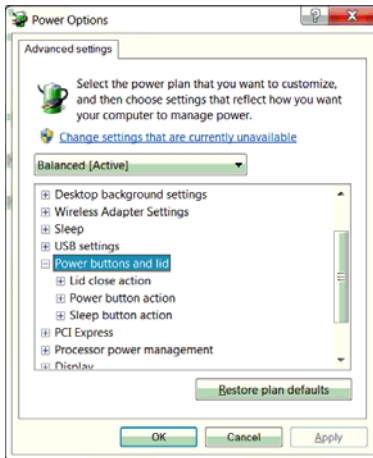 Power Options
Advanced settings
Select the power plan that you want to customize,
and then choose settings that reflect how you want
your computer to manage power.
Change settings that are currently unavailable
Balanced [Active]
Desktop background settings
Wireless Adapter Settings
Sleep
USB settings
Power buttons and lid
Lid close action
Power button action
Sleep button action
PCI Express
Processor power management
Display
Restore plan defaults
OK
Cancel
Apply